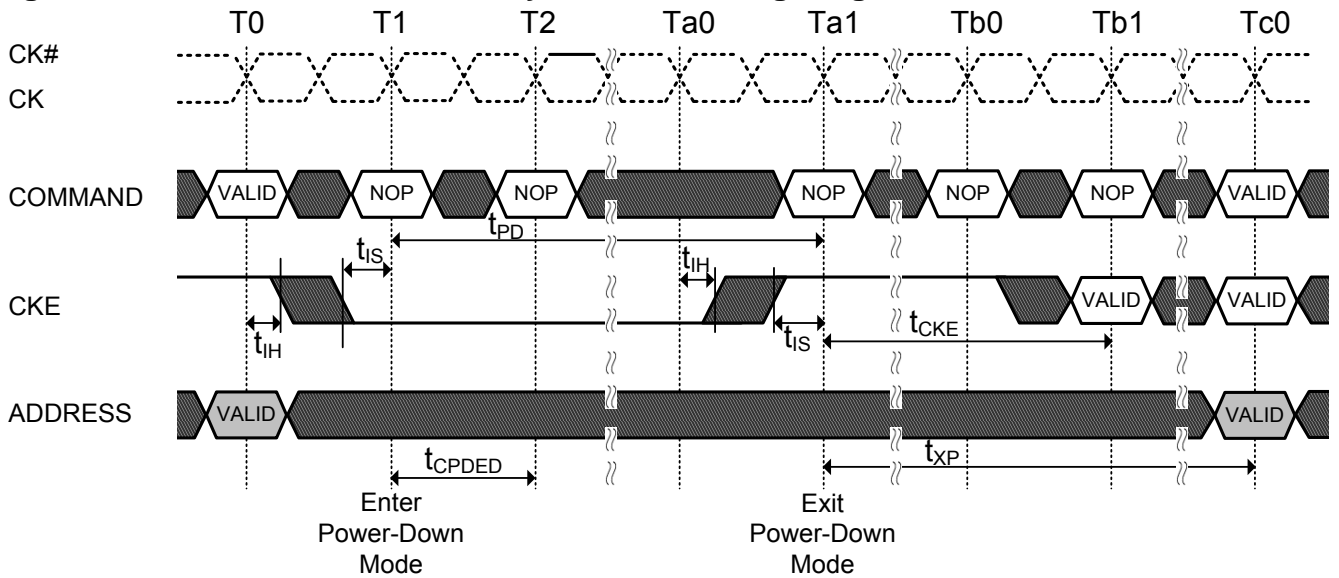 T0 T1 T2 Ta0 Ta1 Tb0 Tb1 Tc0
CK#
CK
COMMAND VALID NOP NOP NOP NOP NOP VALID
tPD
tIS tIH
CKE VALID VALID
tIH tIS tCKE
ADDRESS VALID VALID
tCPDED tXP
Enter
Power-Down
Mode
Exit
Power-Down
Mode